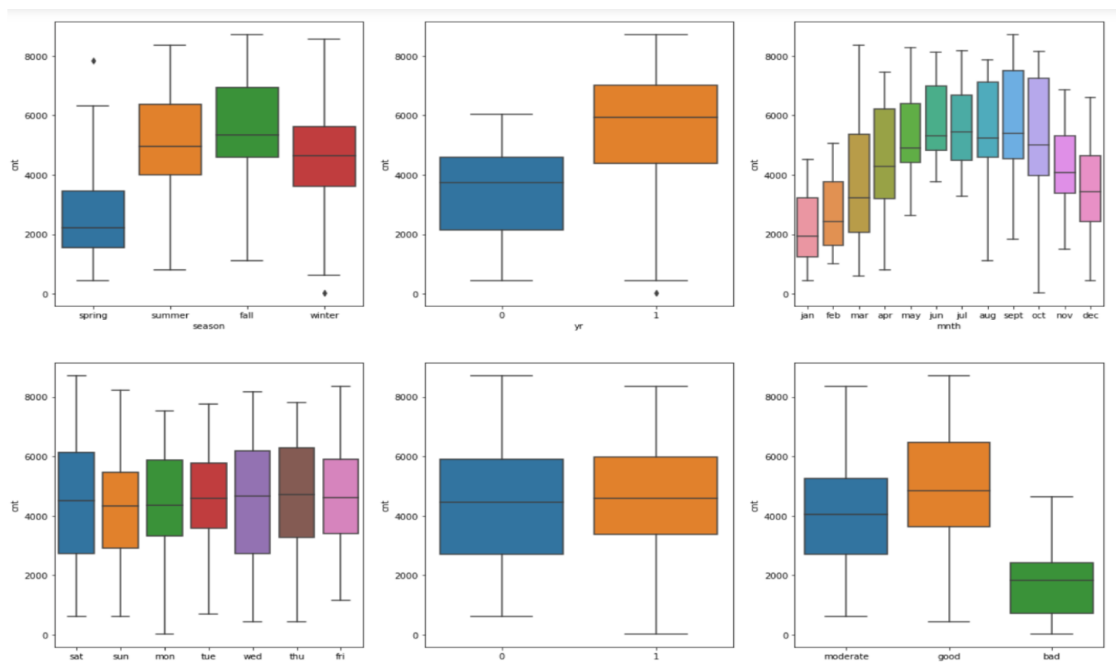 8000
6000
4000
2000
0
cnt
spring summer fall winter
season
8000
6000
4000
2000
0
cnt
0 1
yr
8000
6000
4000
2000
0
cnt
jan feb mar apr may jun jul aug sept oct nov dec
mnth
8000
6000
4000
2000
0
cnt
sat sun mon tue wed thu fri
8000
6000
4000
2000
0
cnt
0 1
8000
6000
4000
2000
0
cnt
moderate good bad